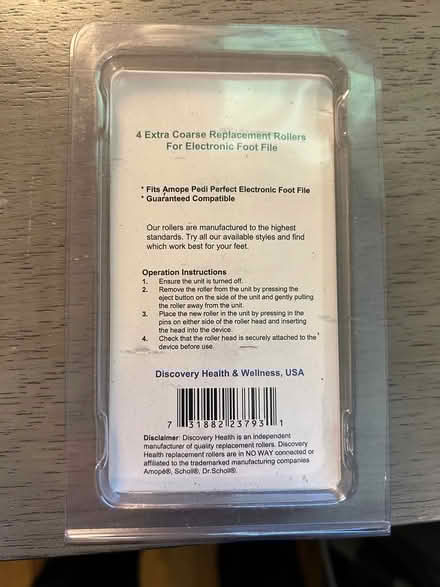 4 Extra Coarse Replacement Rollers
For Electronic Foot File
* Fits Amope Pedi Perfect Electronic Foot File
* Guaranteed Compatible
Our rollers are manufactured to the highest
standards. Try all our available styles and find
which work best for your feet.
Operation Instructions
1. Ensure the unit is turned off.
2. Remove the roller from the unit by pressing the
eject button on the side of the unit and gently pulling
the roller away from the unit.
3. Place the new roller in the unit by pressing in the
pins on either side of the roller head and inserting
the head into the device.
4. Check that the roller head is securely attached to the
device before use.
Discovery Health & Wellness, USA
7 31882 23793 1
Disclaimer: Discovery Health is an independent
manufacturer of quality replacement rollers. Discovery
Health replacement rollers are in NO WAY connected or
affiliated to the trademarked manufacturing companies
Amopé®, Scholl®, Dr.Scholl®.